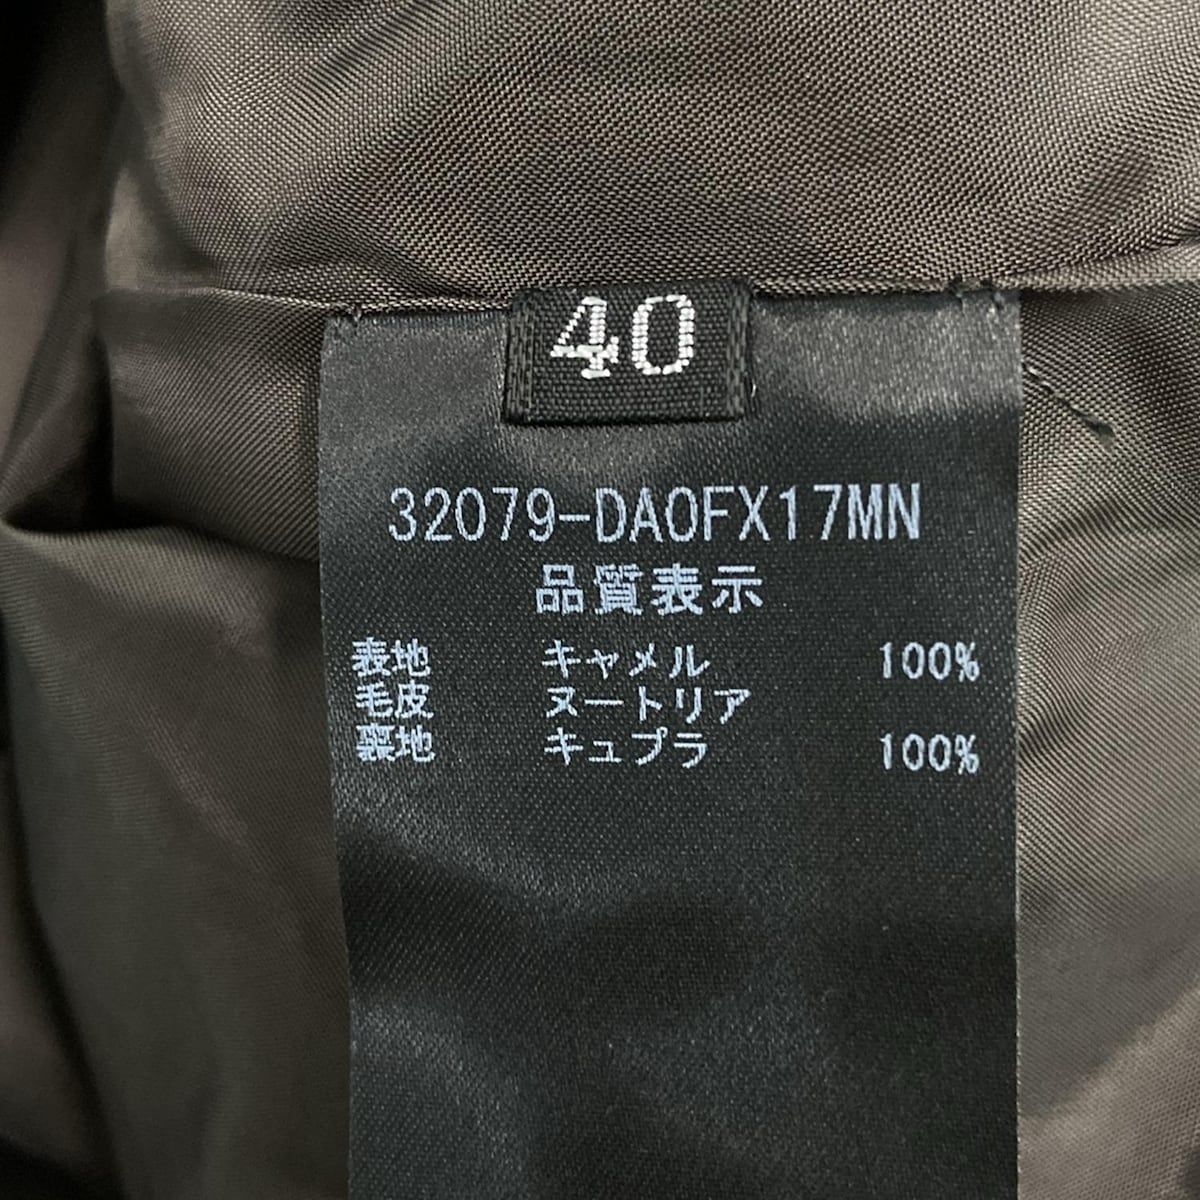 40
32079-DA0FX17MN
品質表示
表地 キャメル 100%
毛皮 ヌートリア
裏地 キュプラ 100%